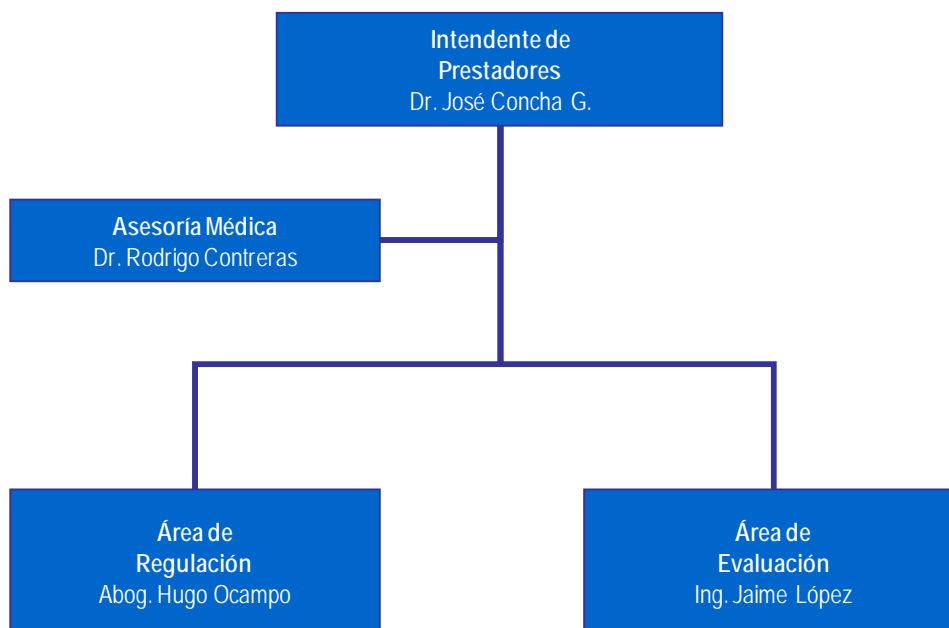 Intendente de
Prestadores
Dr. José Concha G.
Asesoría Médica
Dr. Rodrigo Contreras
Área de
Regulación
Abog. Hugo Ocampo
Área de
Evaluación
Ing. Jaime López